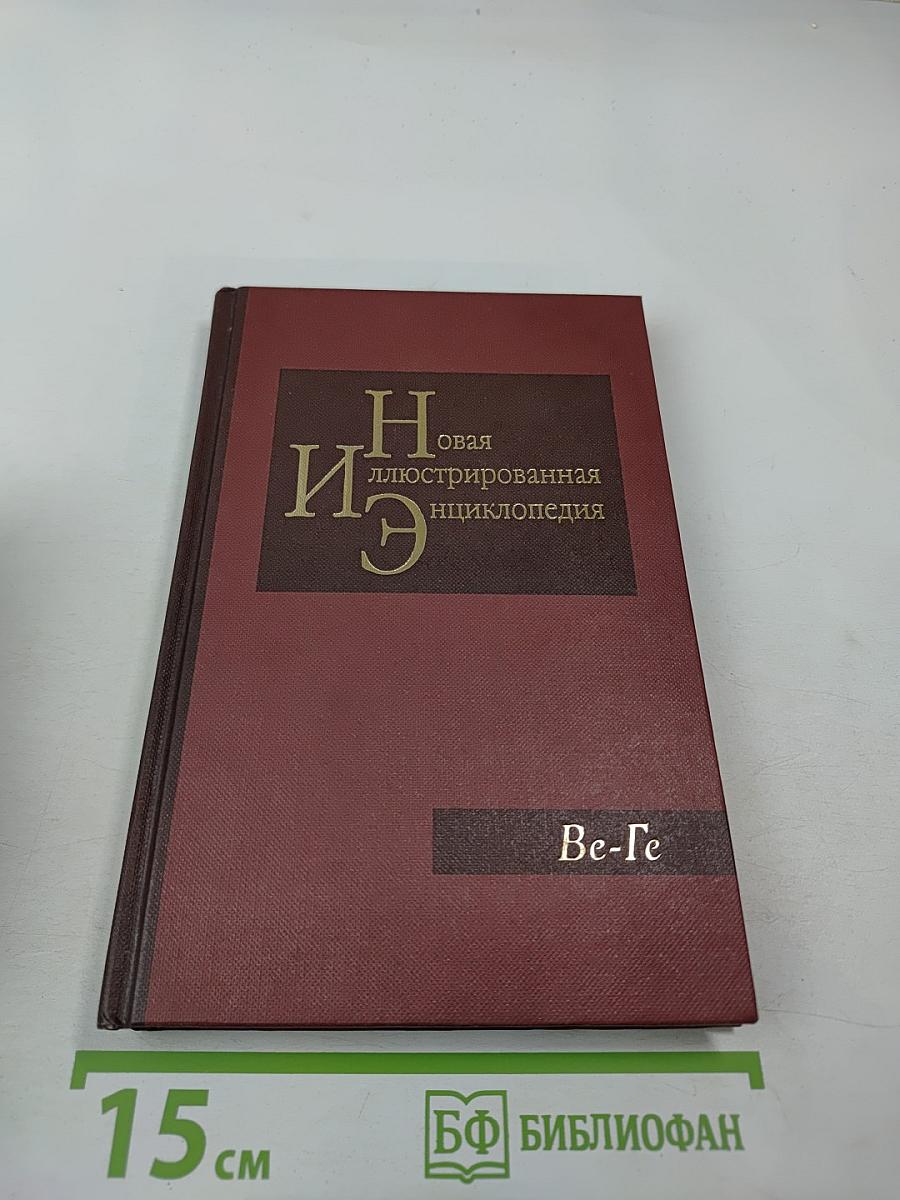 Новая
Иллюстрированная
Энциклопедия
Ве-Ге
15 см
БФ БИБЛИОФАН